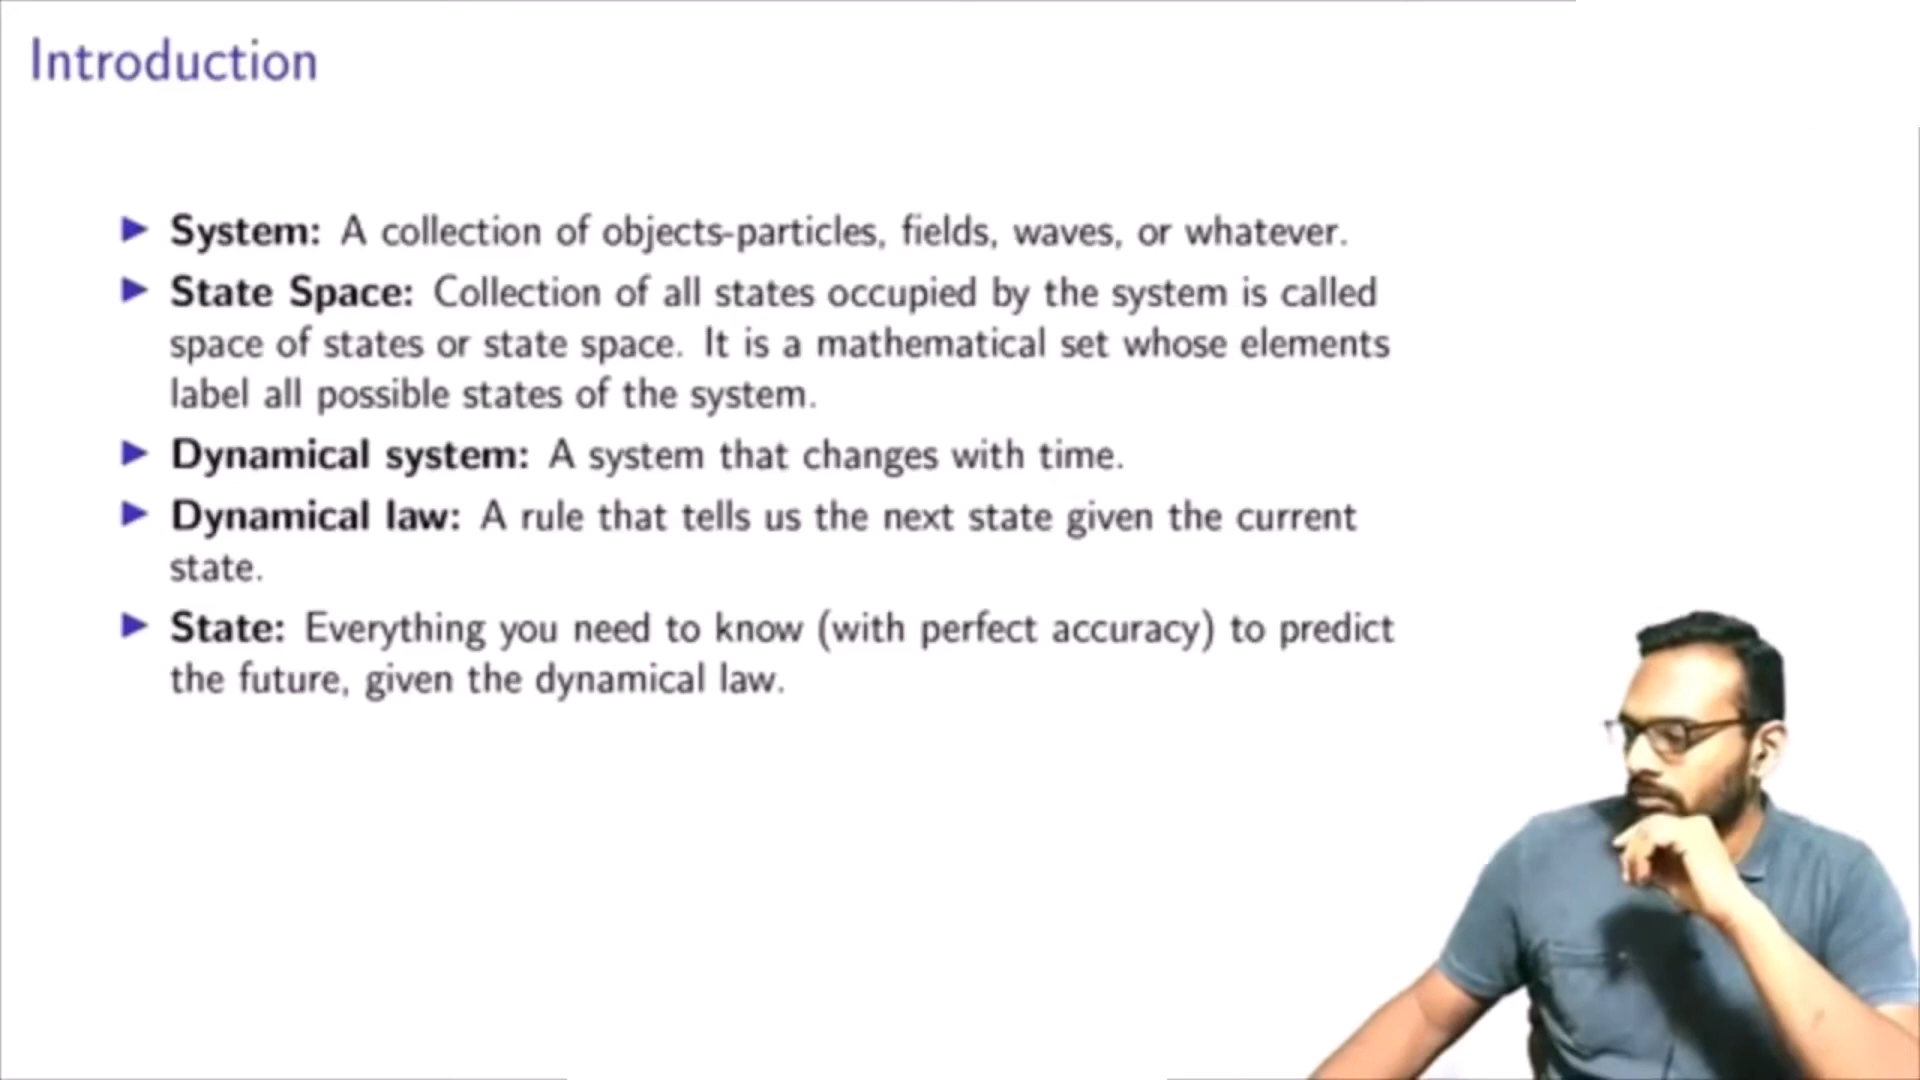 Introduction
▶ System: A collection of objects-particles, fields, waves, or whatever.
▶ State Space: Collection of all states occupied by the system is called
space of states or state space. It is a mathematical set whose elements
label all possible states of the system.
▶ Dynamical system: A system that changes with time.
▶ Dynamical law: A rule that tells us the next state given the current
state.
▶ State: Everything you need to know (with perfect accuracy) to predict
the future, given the dynamical law.